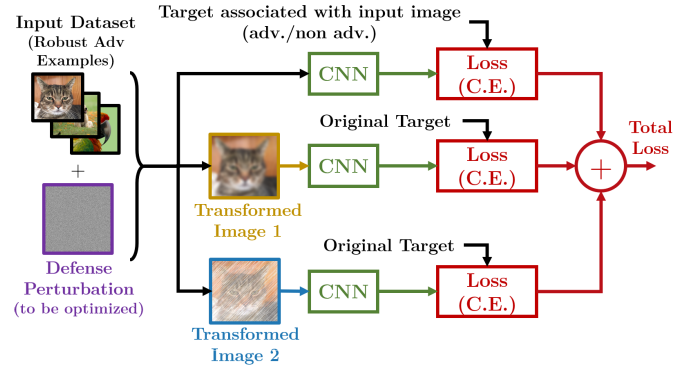 Input Dataset
(Robust Adv
Examples)
+
Defense
Perturbation
(to be optimized)
Target associated with input image
(adv./non adv.)
CNN
Loss
(C.E.)
Original Target
Transformed
Image 1
CNN
Loss
(C.E.)
Original Target
Transformed
Image 2
CNN
Loss
(C.E.)
+
Total
Loss